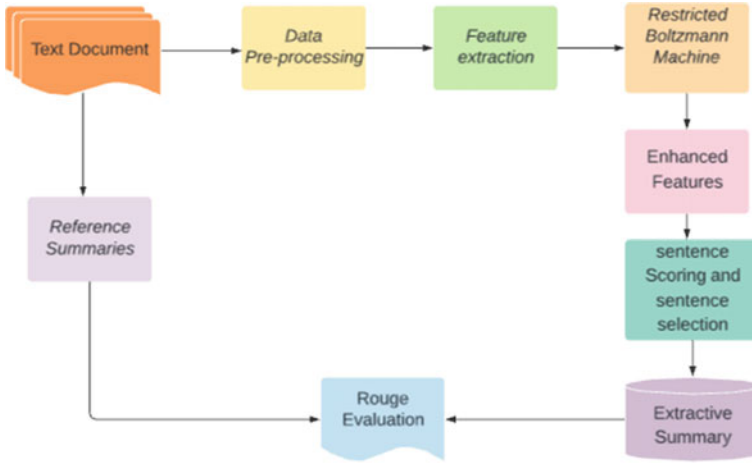 Text Document
Data
Pre-processing
Feature
extraction
Restricted
Boltzmann
Machine
Enhanced
Features
Reference
Summaries
sentence
Scoring and
sentence
selection
Rouge
Evaluation
Extractive
Summary